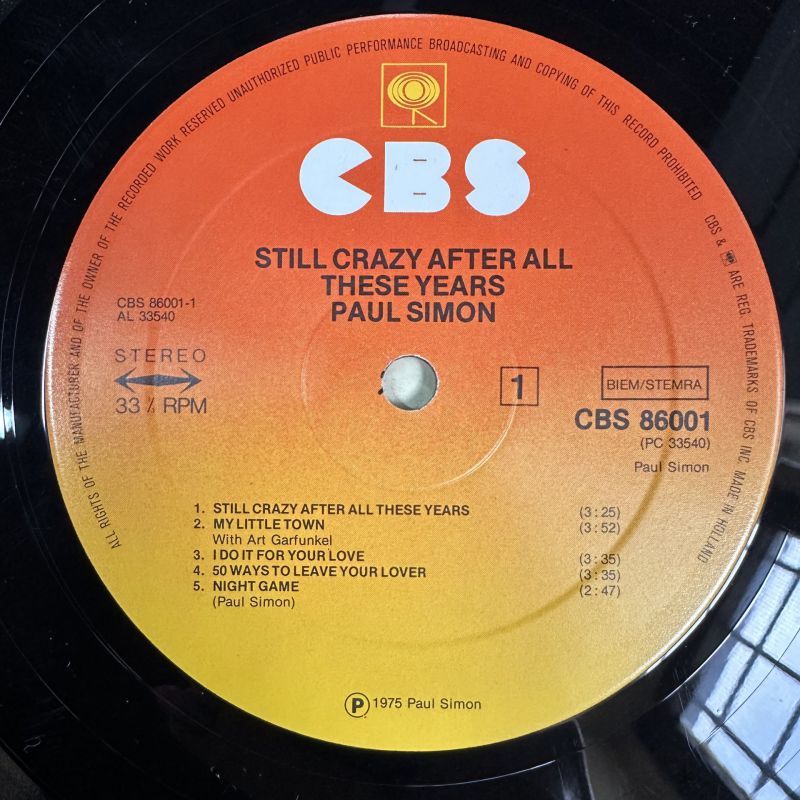 ALL RIGHTS OF THE MANUFACTURER AND OF THE OWNER OF THE RECORDED WORK RESERVED UNAUTHORIZED PUBLIC PERFORMANCE BROADCASTING AND COPYING OF THIS RECORD PROHIBITED CBS & ARE REG. TRADEMARKS OF CBS INC MADE IN HOLLAND
CBS
STILL CRAZY AFTER ALL
THESE YEARS
PAUL SIMON
CBS 86001-1
AL 33540
STEREO
33 ⅓ RPM
1
BIEM/STEMRA
CBS 86001
(PC 33540)
Paul Simon
1. STILL CRAZY AFTER ALL THESE YEARS (3:25)
2. MY LITTLE TOWN (3:52)
With Art Garfunkel
3. I DO IT FOR YOUR LOVE (3:35)
4. 50 WAYS TO LEAVE YOUR LOVER (3:35)
5. NIGHT GAME (2:47)
(Paul Simon)
℗ 1975 Paul Simon